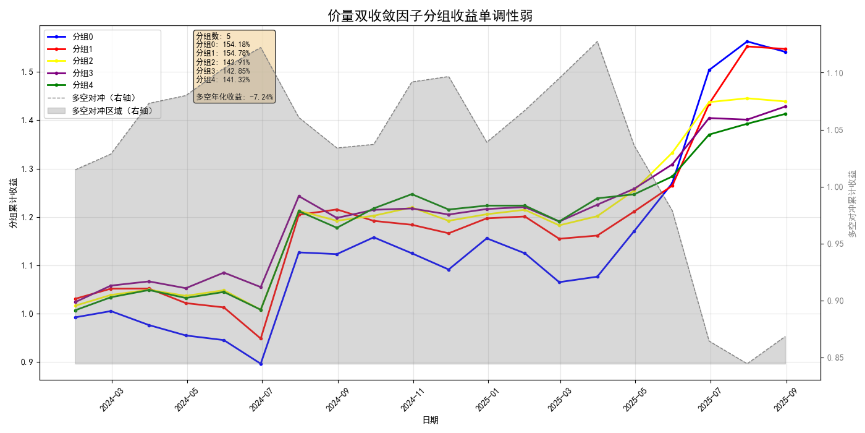 价量双收敛因子分组收益单调性弱
分组0
分组1
分组2
分组3
分组4
多空对冲（右轴）
多空对冲区域（右轴）
分组数: 5
分组0: 154.18%
分组1: 154.78%
分组2: 143.91%
分组3: 142.85%
分组4: 141.32%
多空年化收益: -7.24%
分组累计收益
1.5
1.4
1.3
1.2
1.1
1.0
0.9
多空对冲累计收益
1.10
1.05
1.00
0.95
0.90
0.85
2024-03
2024-05
2024-07
2024-09
2024-11
2025-01
2025-03
2025-05
2025-07
2025-09
日期